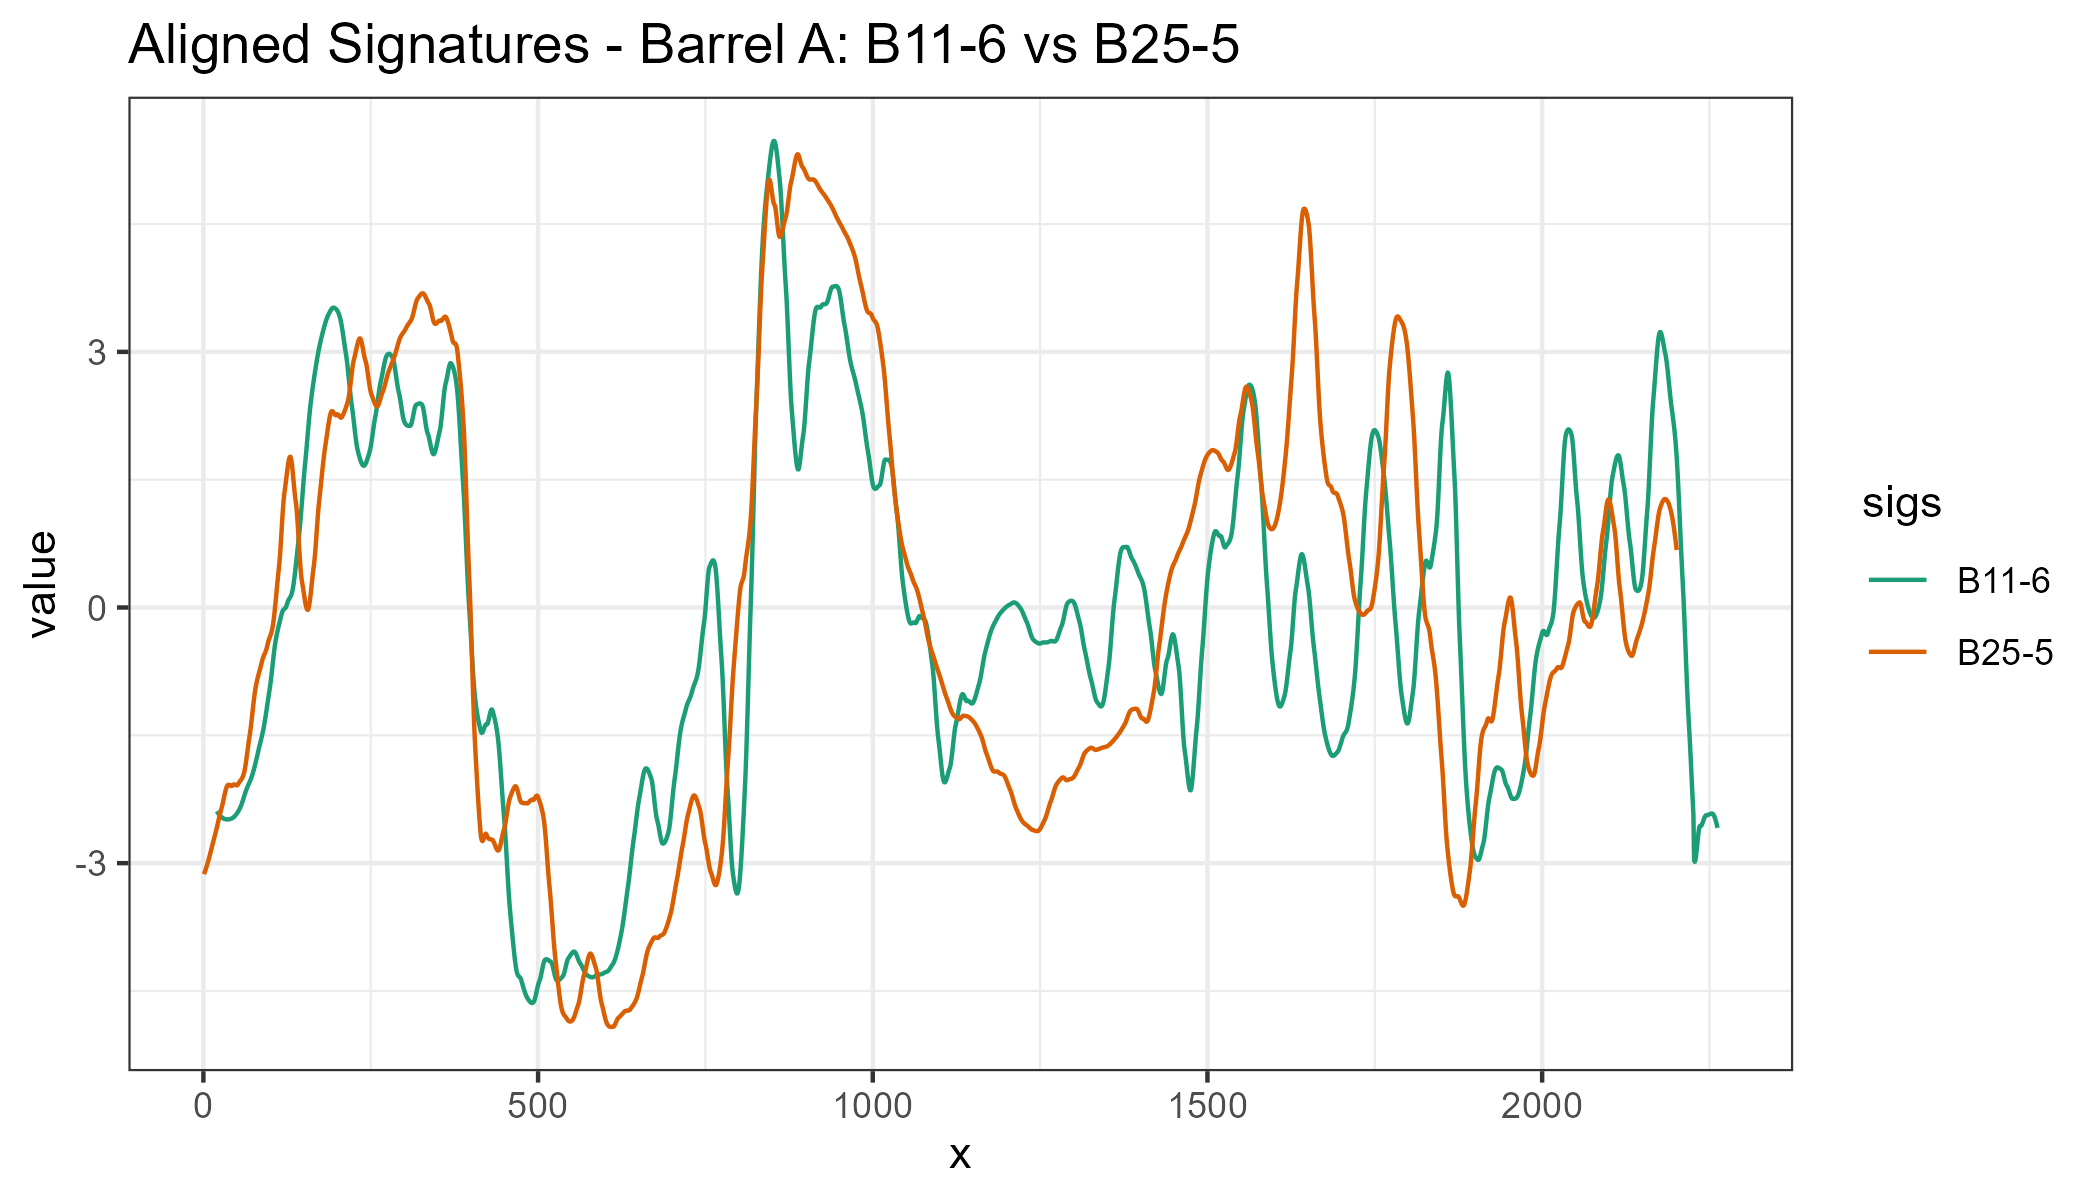 Aligned Signatures - Barrel A: B11-6 vs B25-5
value
3
0
-3
0
500
1000
1500
2000
x
sigs
B11-6
B25-5